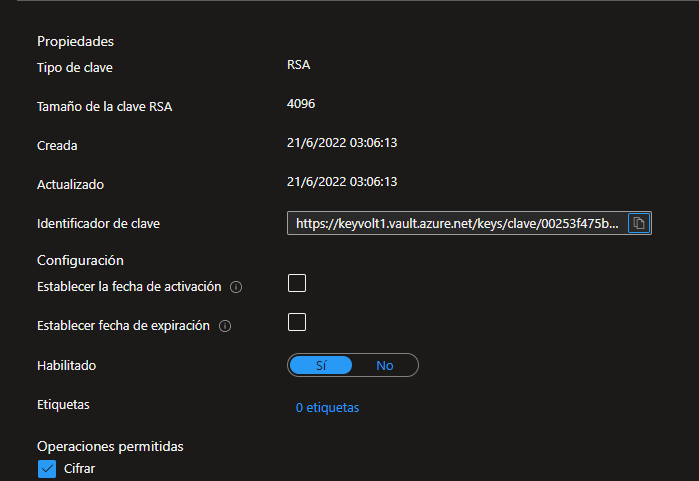 Propiedades
Tipo de clave RSA
Tamaño de la clave RSA 4096
Creada 21/6/2022 03:06:13
Actualizado 21/6/2022 03:06:13
Identificador de clave https://keyvolt1.vault.azure.net/keys/clave/00253f475b...
Configuración
Establecer la fecha de activación
Establecer fecha de expiración
Habilitado Sí No
Etiquetas 0 etiquetas
Operaciones permitidas
Cifrar